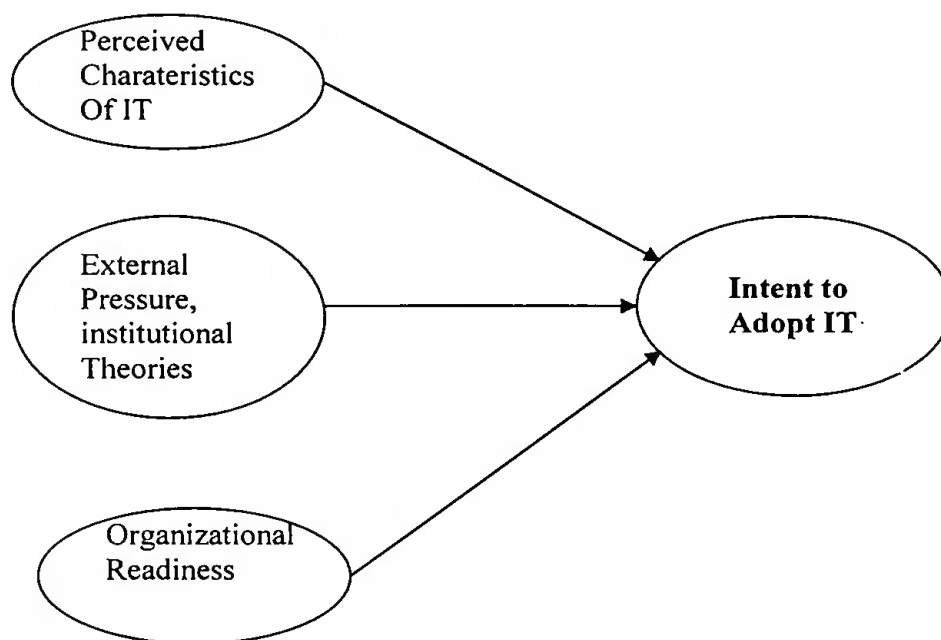 Perceived
Charateristics
Of IT
External
Pressure,
institutional
Theories
Intent to
Adopt IT
Organizational
Readiness